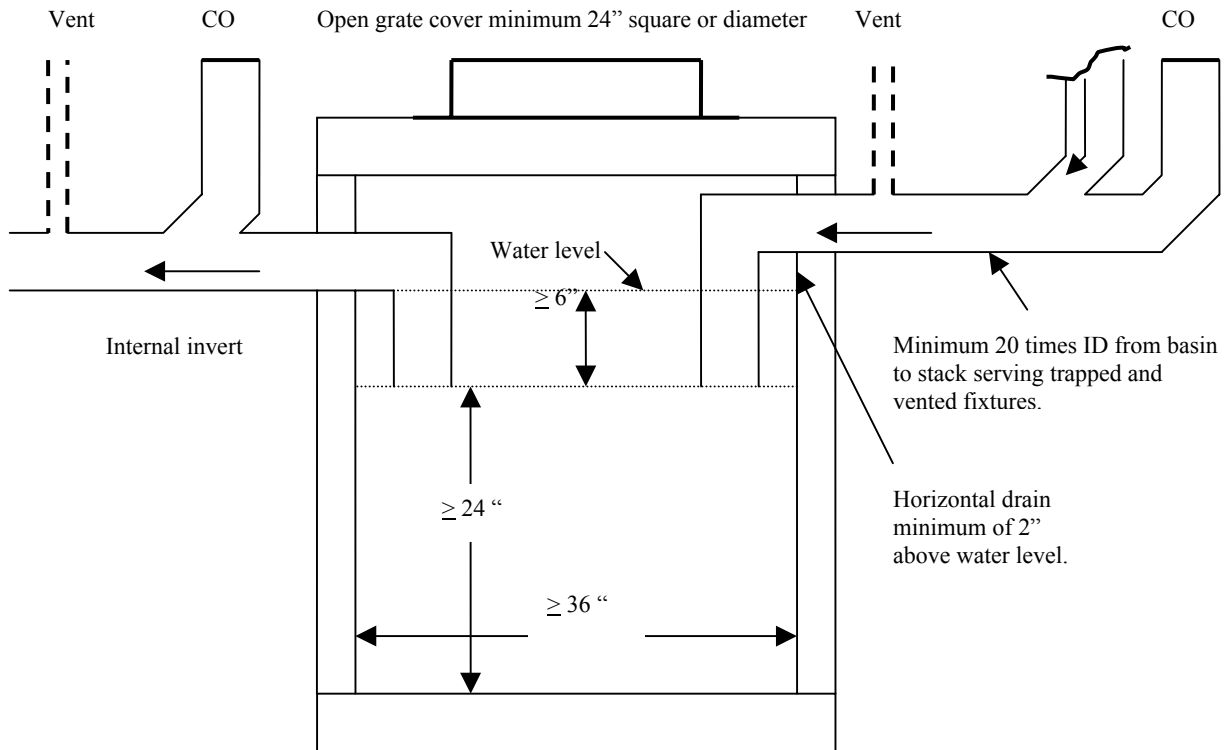 Vent
CO
Open grate cover minimum 24” square or diameter
Vent
CO
Water level
≥ 6”
Internal invert
Minimum 20 times ID from basin
to stack serving trapped and
vented fixtures.
≥ 24 “
Horizontal drain
minimum of 2”
above water level.
≥ 36 “